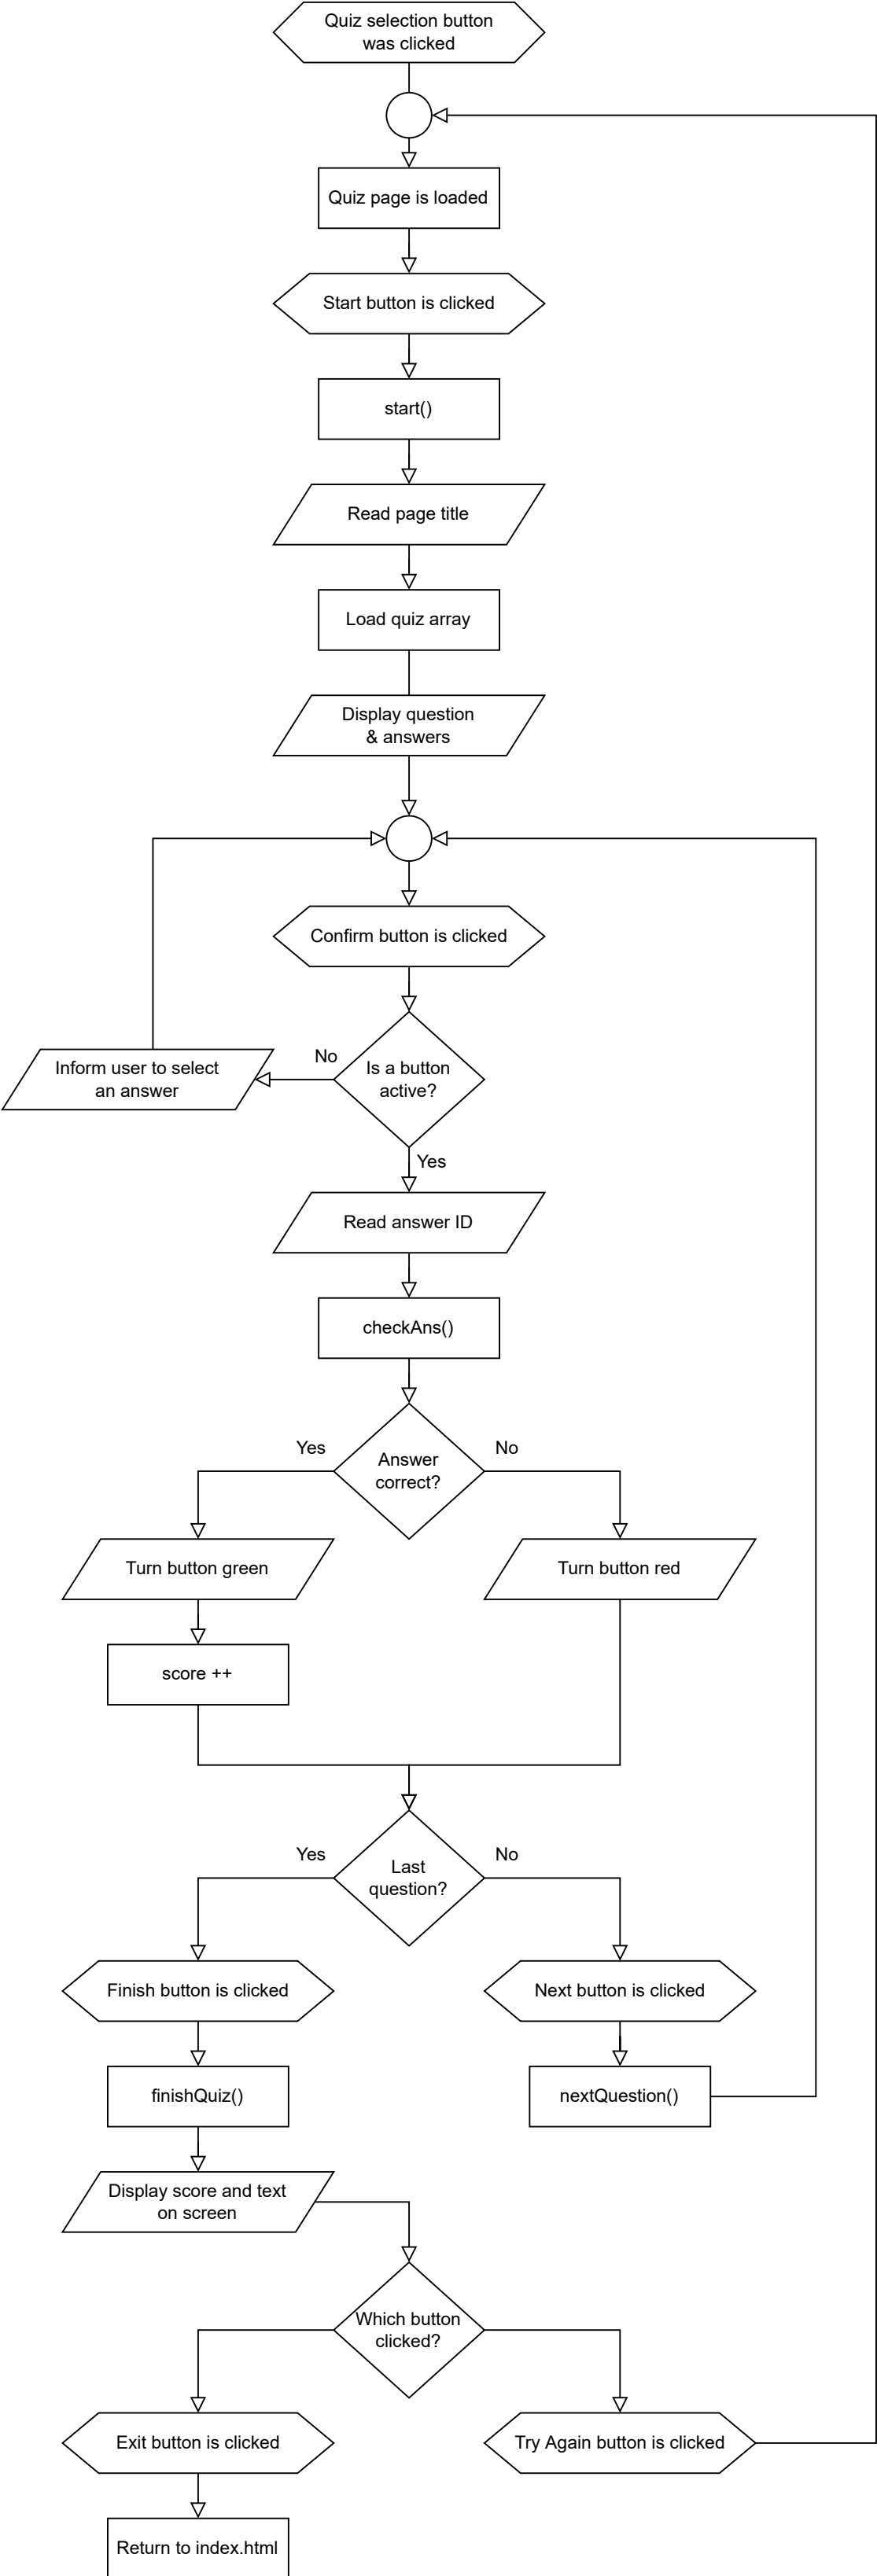 Quiz selection button
was clicked
Quiz page is loaded
Start button is clicked
start()
Read page title
Load quiz array
Display question
& answers
Confirm button is clicked
Is a button
active?
No
Inform user to select
an answer
Yes
Read answer ID
checkAns()
Answer
correct?
Yes
No
Turn button green
Turn button red
score ++
Last
question?
Yes
No
Finish button is clicked
Next button is clicked
finishQuiz()
nextQuestion()
Display score and text
on screen
Which button
clicked?
Exit button is clicked
Try Again button is clicked
Return to index.html